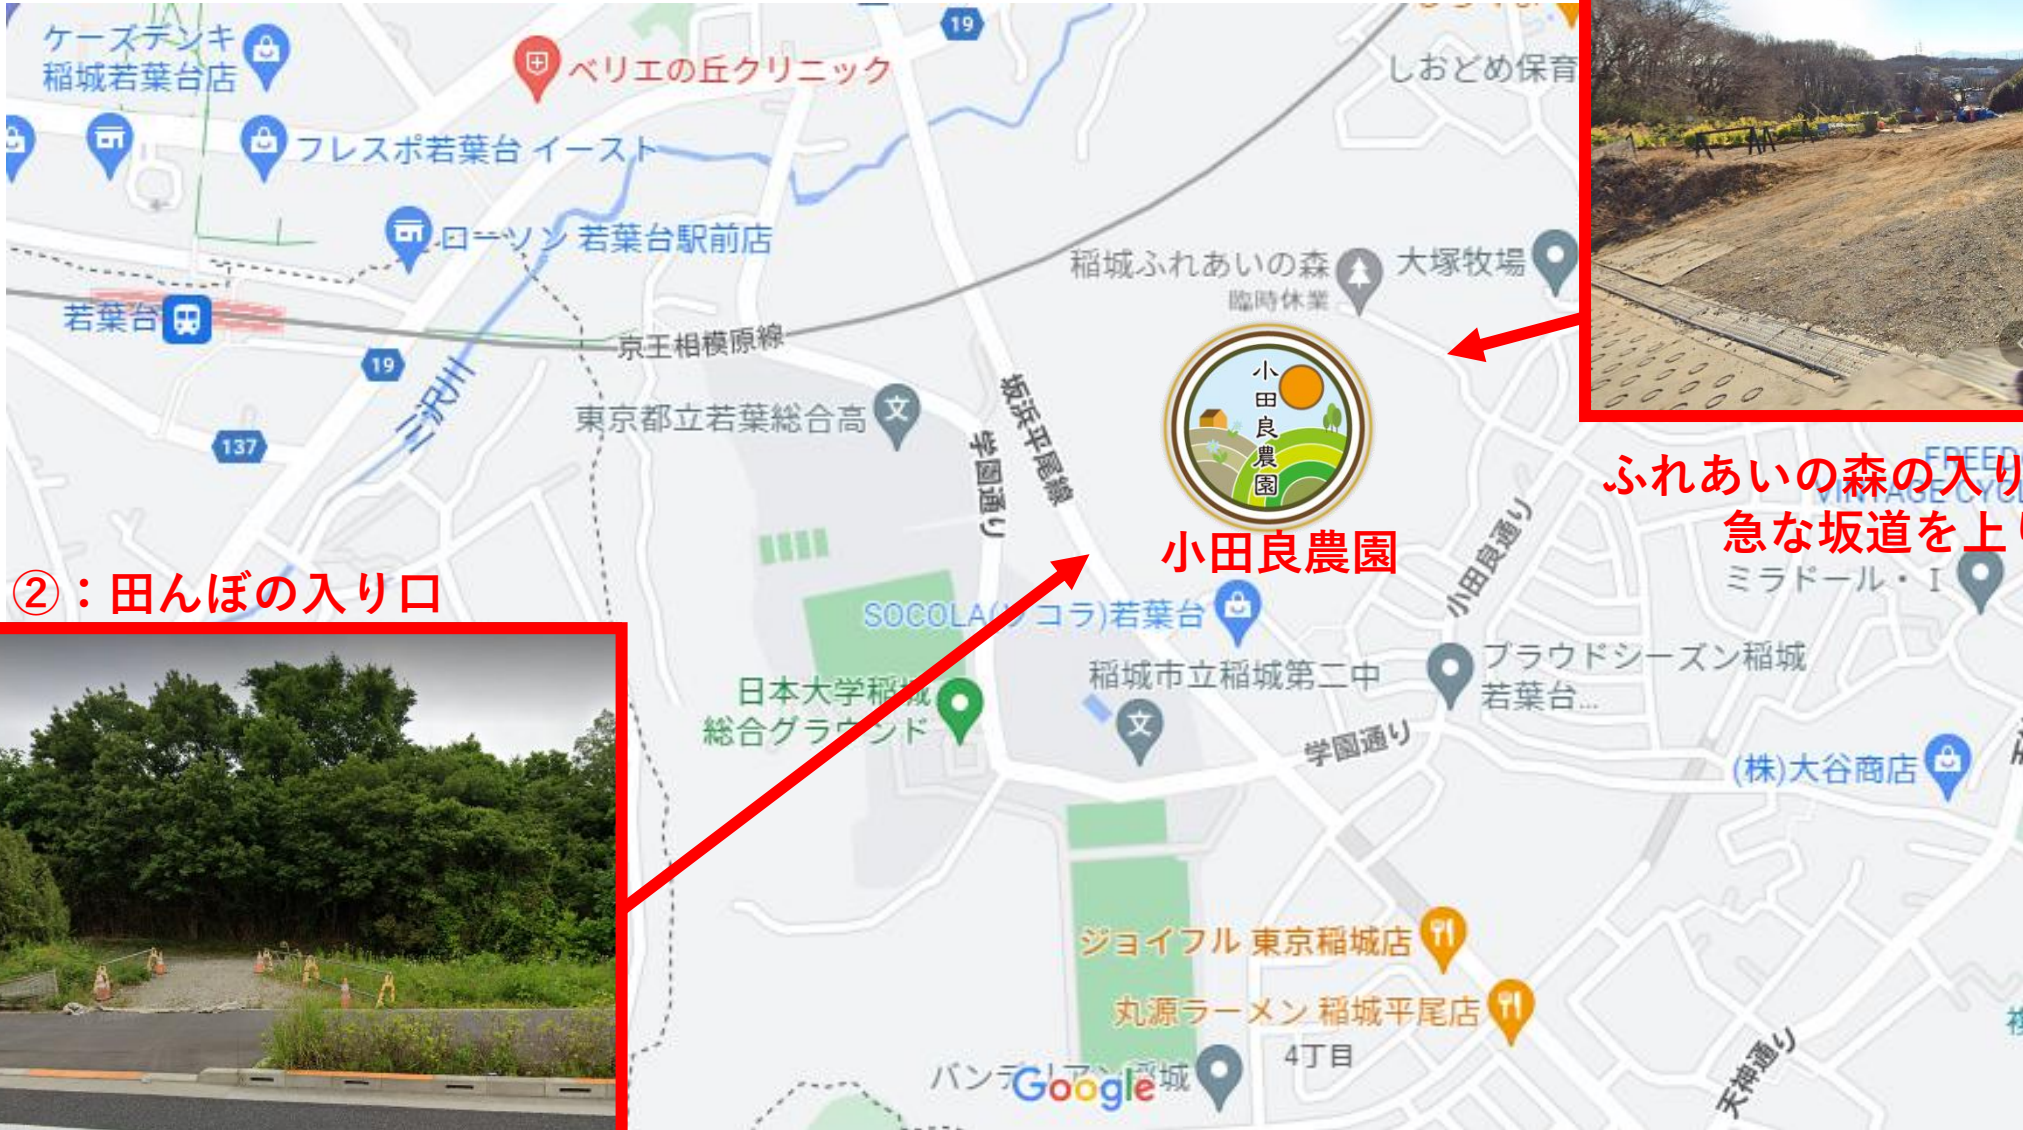 ケーズデンキ
稲城若葉台店
ベリエの丘クリニック
19
しおどめ保育
フレスポ若葉台 イースト
ローソン 若葉台駅前店
稲城ふれあいの森
臨時休業
大塚牧場
若葉台
京王相模原線
19
三沢川
137
東京都立若葉総合高
文
学園通り
坂浜平尾線
小田良農園
小田良農園
小田良通り
ふれあいの森の入り
急な坂道を上り
②：田んぼの入り口
SOCOLA(ソコラ)若葉台
ミラドール・Ⅰ
稲城市立稲城第二中
文
プラウドシーズン稲城
若葉台...
日本大学稲城
総合グラウンド
学園通り
(株)大谷商店
ジョイフル 東京稲城店
丸源ラーメン 稲城平尾店
4丁目
天神通り
Google